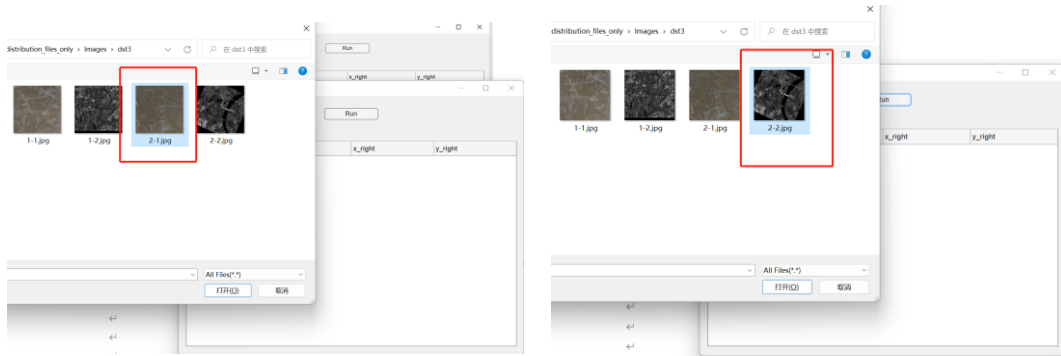 distribution_files_only › Images › dst3
在 dst3 中搜索
Run
x_right
y_right
1-1.jpg
1-2.jpg
2-1.jpg
2-2.jpg
Run
x_right
y_right
All Files(*.*)
打开(O)
取消
distribution_files_only › Images › dst3
在 dst3 中搜索
1-1.jpg
1-2.jpg
2-1.jpg
2-2.jpg
x_right
y_right
All Files(*.*)
打开(O)
取消